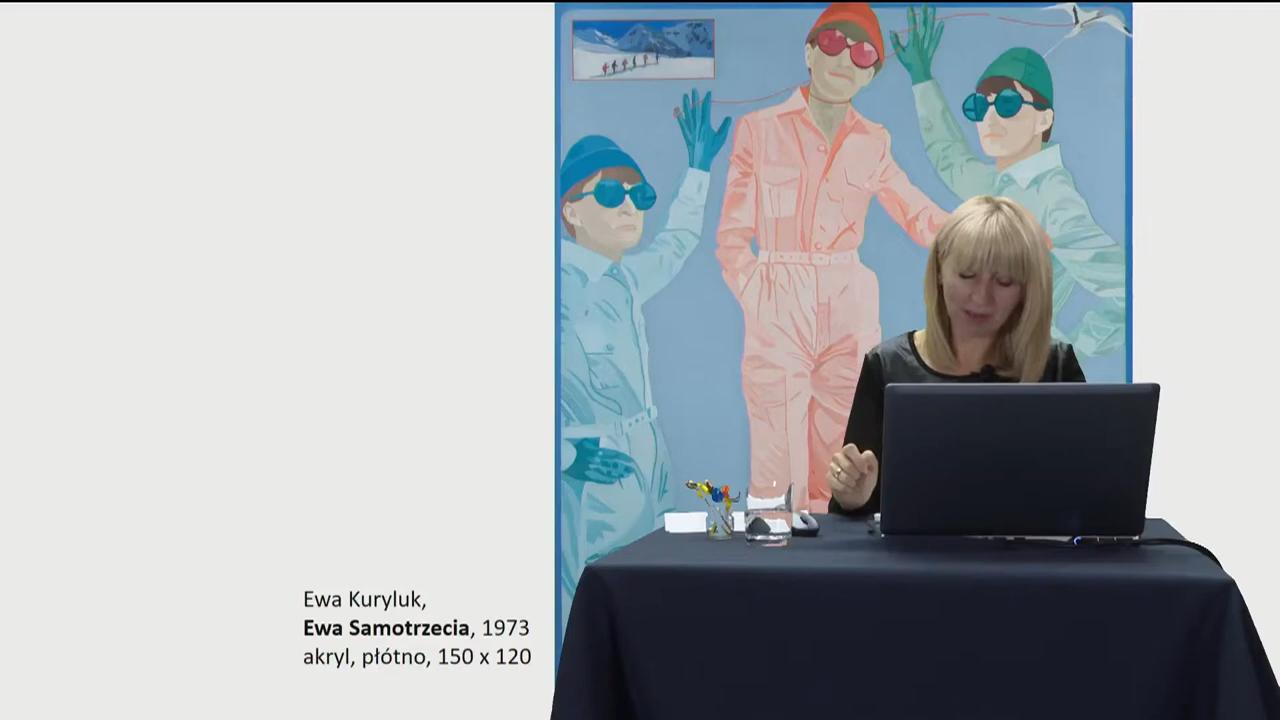 Ewa Kuryluk,
Ewa Samotrzecia, 1973
akryl, płótno, 150 x 120